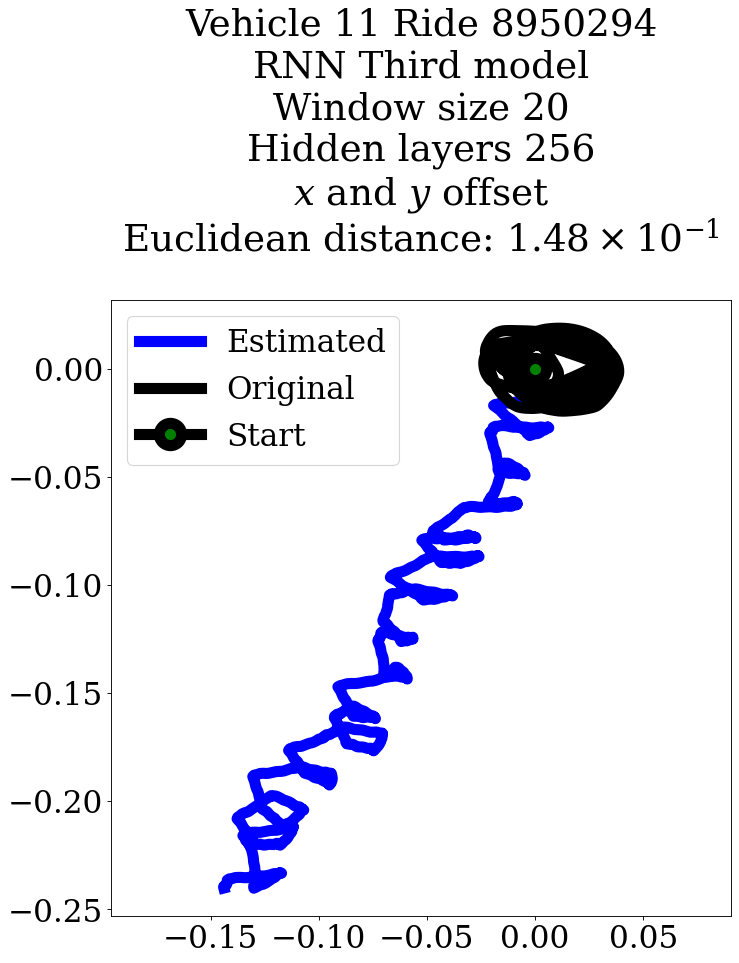 Vehicle 11 Ride 8950294
RNN Third model
Window size 20
Hidden layers 256
x and y offset
Euclidean distance: 1.48 × 10⁻¹
Estimated
Original
Start
0.00
−0.05
−0.10
−0.15
−0.20
−0.25
−0.15 −0.10 −0.05 0.00 0.05